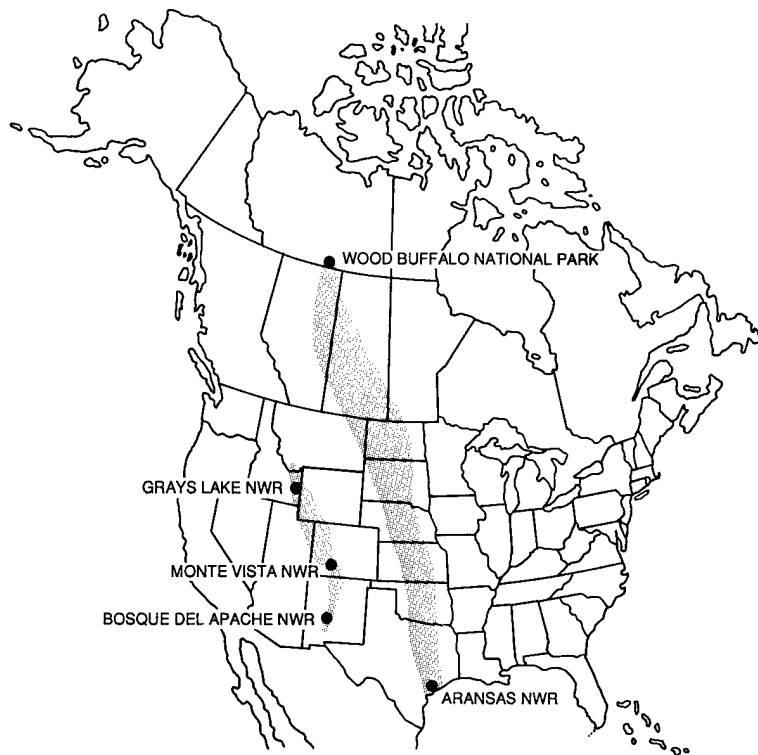 WOOD BUFFALO NATIONAL PARK
GRAYS LAKE NWR
MONTE VISTA NWR
BOSQUE DEL APACHE NWR
ARANSAS NWR